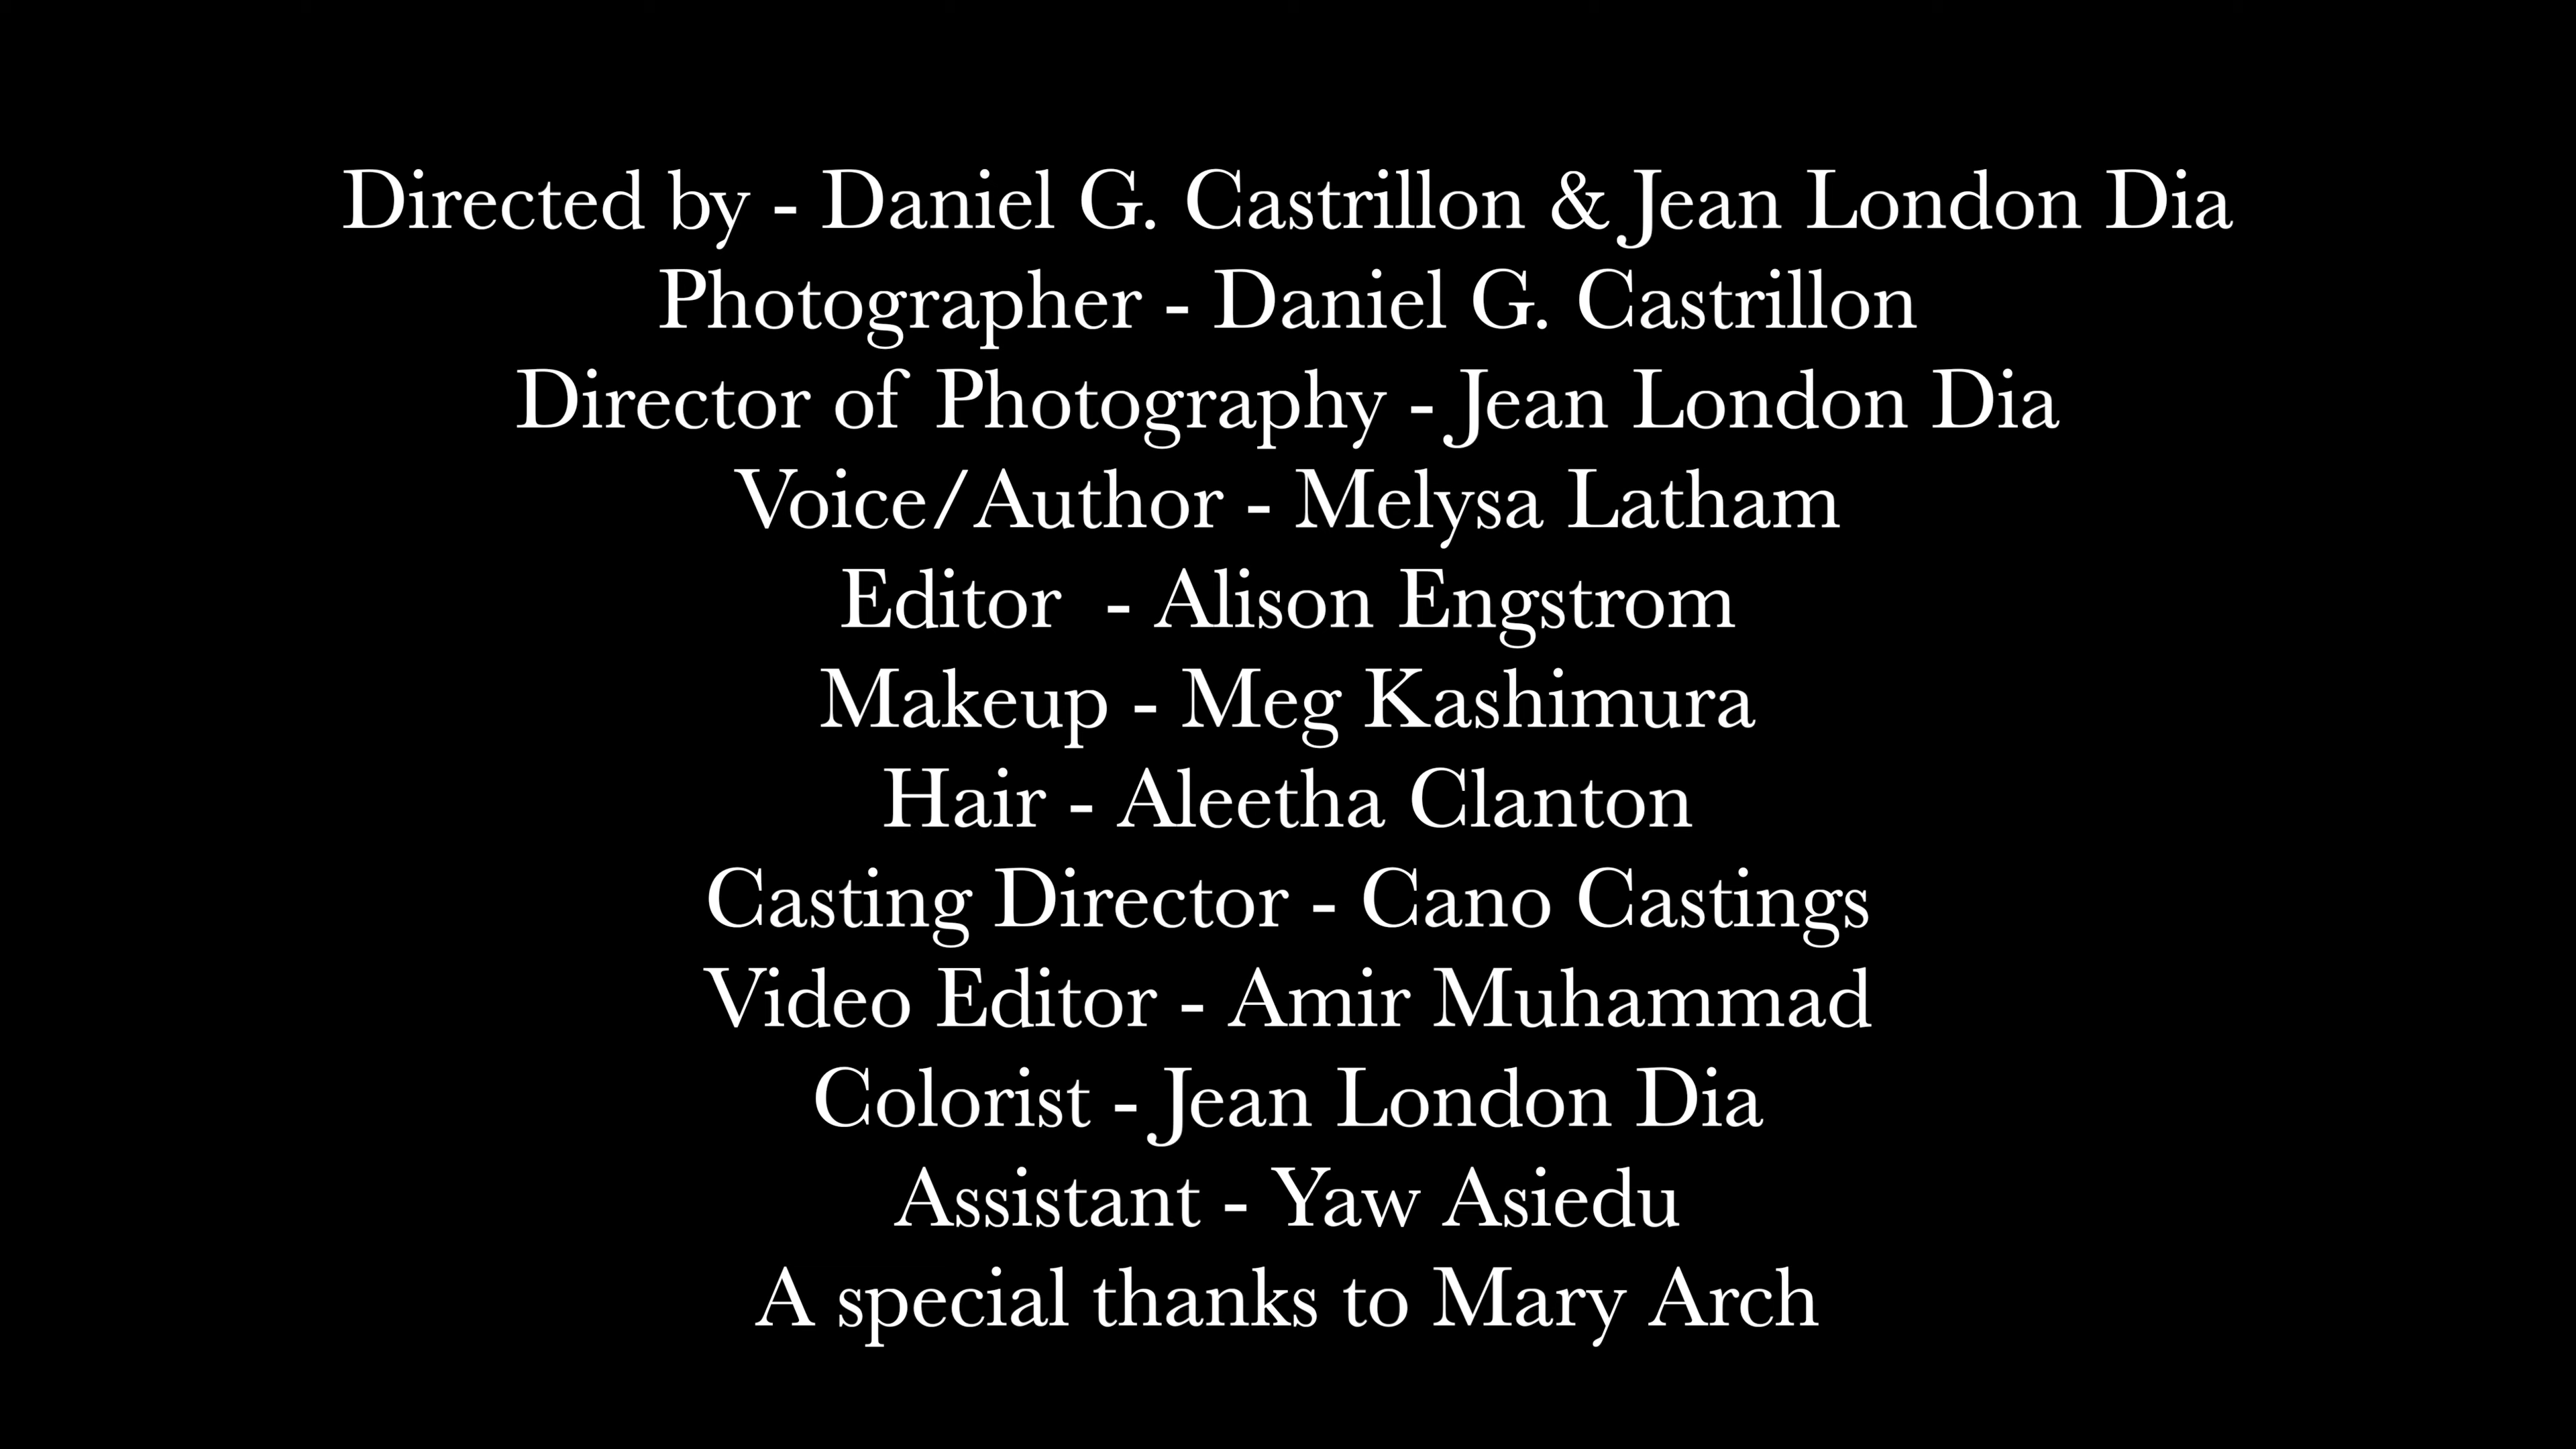 Directed by - Daniel G. Castrillon & Jean London Dia
Photographer - Daniel G. Castrillon
Director of Photography - Jean London Dia
Voice/Author - Melysa Latham
Editor  - Alison Engstrom
Makeup - Meg Kashimura
Hair - Aleetha Clanton
Casting Director - Cano Castings
Video Editor - Amir Muhammad
Colorist - Jean London Dia
Assistant - Yaw Asiedu
A special thanks to Mary Arch